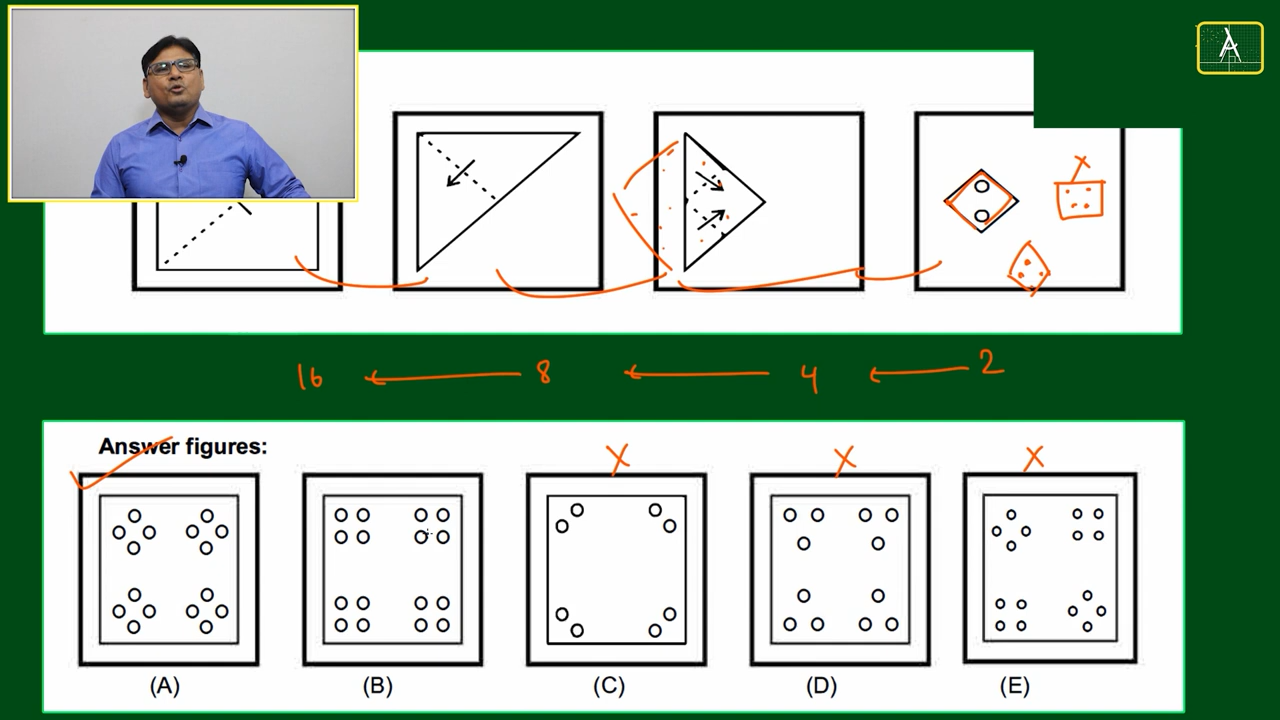 A
X
16 8 4 2
Answer figures:
X X X
(A) (B) (C) (D) (E)